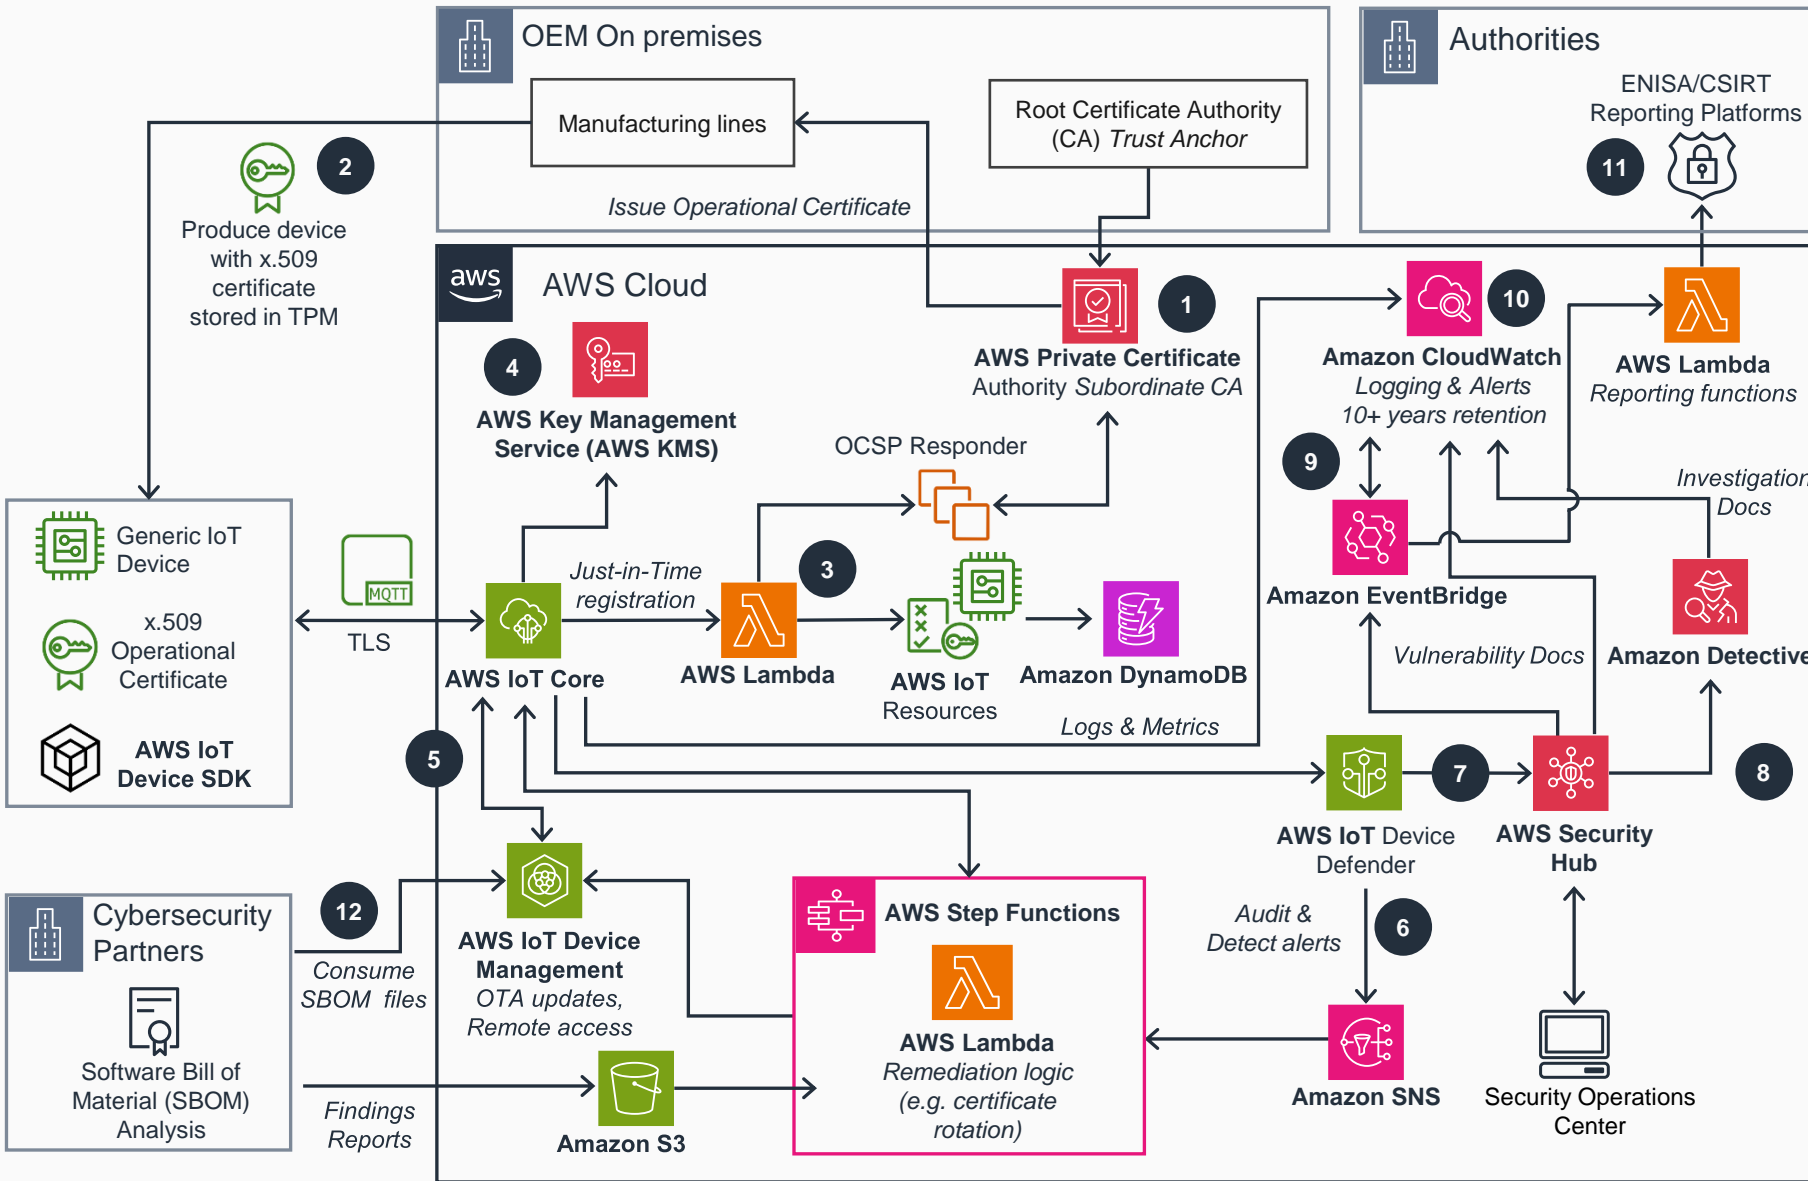 OEM On premises
Manufacturing lines
Root Certificate Authority
(CA) Trust Anchor
Issue Operational Certificate
Authorities
ENISA/CSIRT
Reporting Platforms
11
2
Produce device
with x.509
certificate
stored in TPM
aws
AWS Cloud
1
AWS Private Certificate
Authority Subordinate CA
4
AWS Key Management
Service (AWS KMS)
10
Amazon CloudWatch
Logging & Alerts
10+ years retention
AWS Lambda
Reporting functions
OCSP Responder
9
Investigation
Docs
Generic IoT
Device
x.509
Operational
Certificate
AWS IoT
Device SDK
MQTT
TLS
Just-in-Time
registration
3
AWS IoT Core
AWS Lambda
AWS IoT
Resources
Amazon DynamoDB
Amazon EventBridge
Vulnerability Docs
Amazon Detective
Logs & Metrics
5
7
8
AWS IoT Device
Defender
AWS Security
Hub
Cybersecurity
Partners
12
Consume
SBOM files
Software Bill of
Material (SBOM)
Analysis
Findings
Reports
AWS IoT Device
Management
OTA updates,
Remote access
Amazon S3
AWS Step Functions
AWS Lambda
Remediation logic
(e.g. certificate
rotation)
Audit &
Detect alerts
6
Amazon SNS
Security Operations
Center